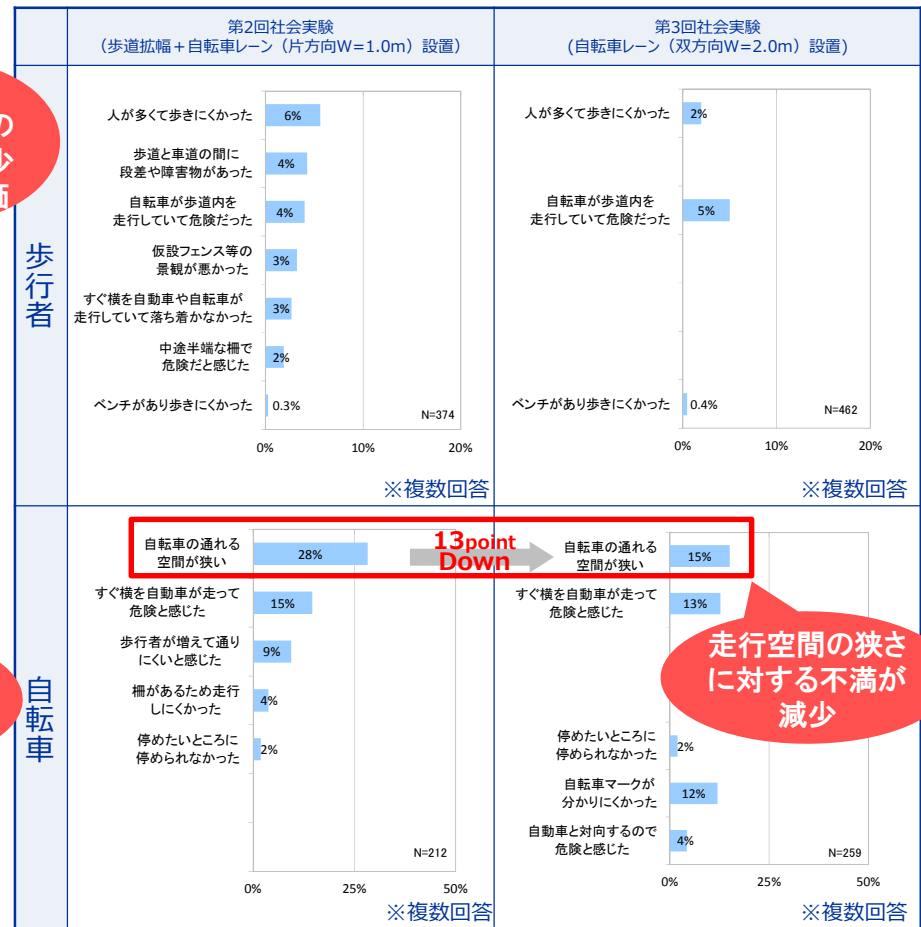 第2回社会実験
(歩道拡幅+自転車レーン(片方向W=1.0m)設置)
第3回社会実験
(自転車レーン(双方向W=2.0m)設置)
の
少
価
歩行者
人が多くて歩きにくかった
6%
歩道と車道の間に
段差や障害物があった
4%
自転車が歩道内を
走行していて危険だった
4%
仮設フェンス等の
景観が悪かった
3%
すぐ横を自動車や自転車が
走行していて落ち着かなかった
3%
中途半端な柵で
危険だと感じた
2%
ベンチがあり歩きにくかった
0.3%
N=374
0% 10% 20%
※複数回答
人が多くて歩きにくかった
2%
自転車が歩道内を
走行していて危険だった
5%
ベンチがあり歩きにくかった
0.4%
N=462
0% 10% 20%
※複数回答
自転車
自転車の通れる
空間が狭い
28%
すぐ横を自動車が走って
危険と感じた
15%
歩行者が増えて通り
にくいと感じた
9%
柵があるため走行
しにくかった
4%
停めたいところに
停められなかった
2%
N=212
0% 25% 50%
※複数回答
13point
Down
自転車の通れる
空間が狭い
15%
すぐ横を自動車が走って
危険と感じた
13%
走行空間の狭さ
に対する不満が
減少
停めたいところに
停められなかった
2%
自転車マークが
分かりにくかった
12%
自動車と対向するので
危険と感じた
4%
N=259
0% 25% 50%
※複数回答